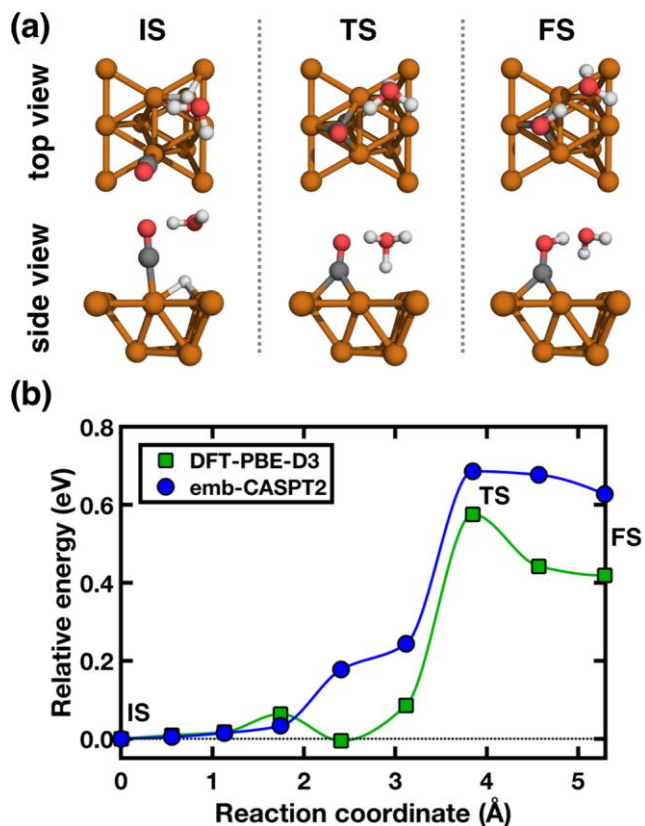 (a) IS TS FS
top view
side view
(b)
DFT-PBE-D3
emb-CASPT2
Relative energy (eV)
0.8
0.6
0.4
0.2
0.0
IS
TS
FS
0 1 2 3 4 5
Reaction coordinate (Å)